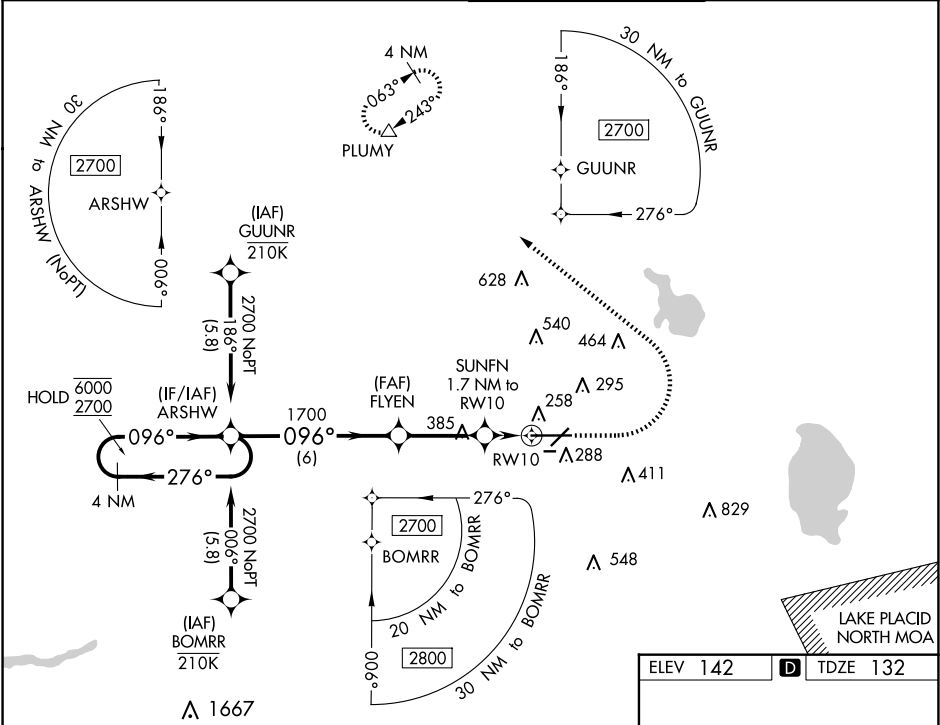 4 NM
063°
243°
PLUMY
186°
30 NM to GUUNR
2700
GUUNR
276°
30 NM to ARSHW (NoPT)
186°
2700
ARSHW
006°
(IAF)
GUUNR
210K
2700 NoPT
186°
(5.8)
628
540
464
HOLD 6000
2700
(IF/IAF)
ARSHW
096°
276°
4 NM
1700
096°
(6)
(FAF)
FLYEN
SUNFN
1.7 NM to
RW10
385
295
258
RW10
288
411
829
2700 NoPT
006°
(5.8)
276°
2700
BOMRR
20 NM to BOMRR
2800
006°
30 NM to BOMRR
548
(IAF)
BOMRR
210K
1667
LAKE PLACID
NORTH MOA
ELEV 142 D TDZE 132